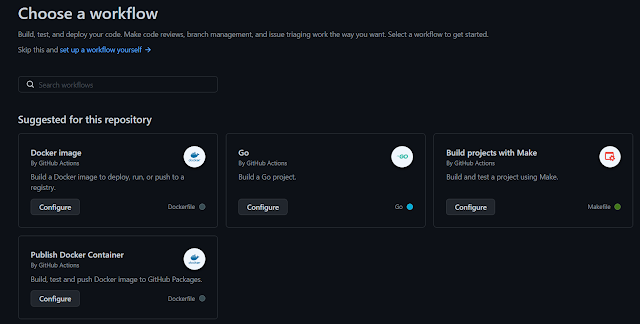 Choose a workflow
Build, test, and deploy your code. Make code reviews, branch management, and issue triaging work the way you want. Select a workflow to get started.
Skip this and set up a workflow yourself →
Search workflows
Suggested for this repository
Docker image
By GitHub Actions
Build a Docker image to deploy, run, or push to a
registry.
Configure
Dockerfile
Go
By GitHub Actions
GO
Build a Go project.
Configure
Go
Build projects with Make
By GitHub Actions
Build and test a project using Make.
Configure
Makefile
Publish Docker Container
By GitHub Actions
Build, test and push Docker image to GitHub Packages.
Configure
Dockerfile